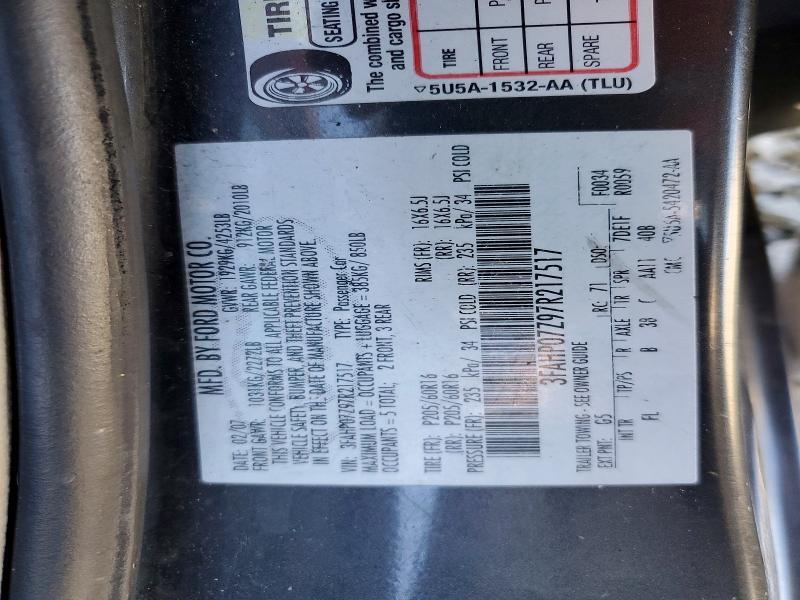 TIRE
SEATING
The combined w
and cargo s
TIRE
FRONT P
REAR P
SPARE
5U5A-1532-AA (TLU)
MFD. BY FORD MOTOR CO.
DATE: 02/07 GVWR: 1929KG/4253LB
FRONT GAWR: 1030KG/2272LB REAR GAWR: 912KG/2010LB
THIS VEHICLE CONFORMS TO ALL APPLICABLE FEDERAL MOTOR
VEHICLE SAFETY, BUMPER, AND THEFT PREVENTION STANDARDS
IN EFFECT ON THE DATE OF MANUFACTURE SHOWN ABOVE.
VIN: 3FAHP07Z97R217517 TYPE: Passenger Car
MAXIMUM LOAD = OCCUPANTS + LUGGAGE = 385KG/ 850LB
OCCUPANTS = 5 TOTAL; 2 FRONT, 3 REAR
TIRE (FR): P205/60R16 RIMS (FR): 16X6.5J
(RR): P205/60R16 (RR): 16X6.5J
PRESSURE (FR): 235 kPa/ 34 PSI COLD (RR): 235 kPa/ 34 PSI COLD
3FAHP07Z97R217517
TRAILER TOWING - SEE OWNER GUIDE F0034
EXT PNT: G5 RC: 71 DSO: R0059
INT TR TP/PS R AXLE TR SPR 7DE1F
FL B 38 C AA11 40B